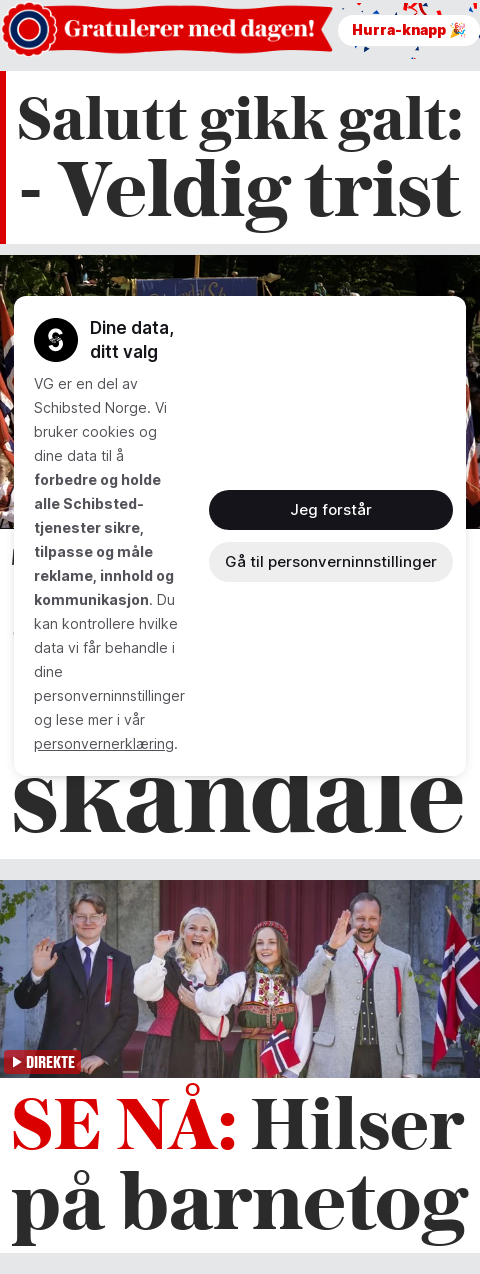 Gratulerer med dagen!
Hurra-knapp 🎉
Salutt gikk galt:
- Veldig trist
Dine data,
ditt valg
VG er en del av
Schibsted Norge. Vi
bruker cookies og
dine data til å
forbedre og holde
alle Schibsted-
tjenester sikre,
tilpasse og måle
reklame, innhold og
kommunikasjon. Du
kan kontrollere hvilke
data vi får behandle i
dine
personverninnstillinger
og lese mer i vår
personvernerklæring.
Jeg forstår
Gå til personverninnstillinger
skandale
DIREKTE
SE NÅ: Hilser
på barnetog